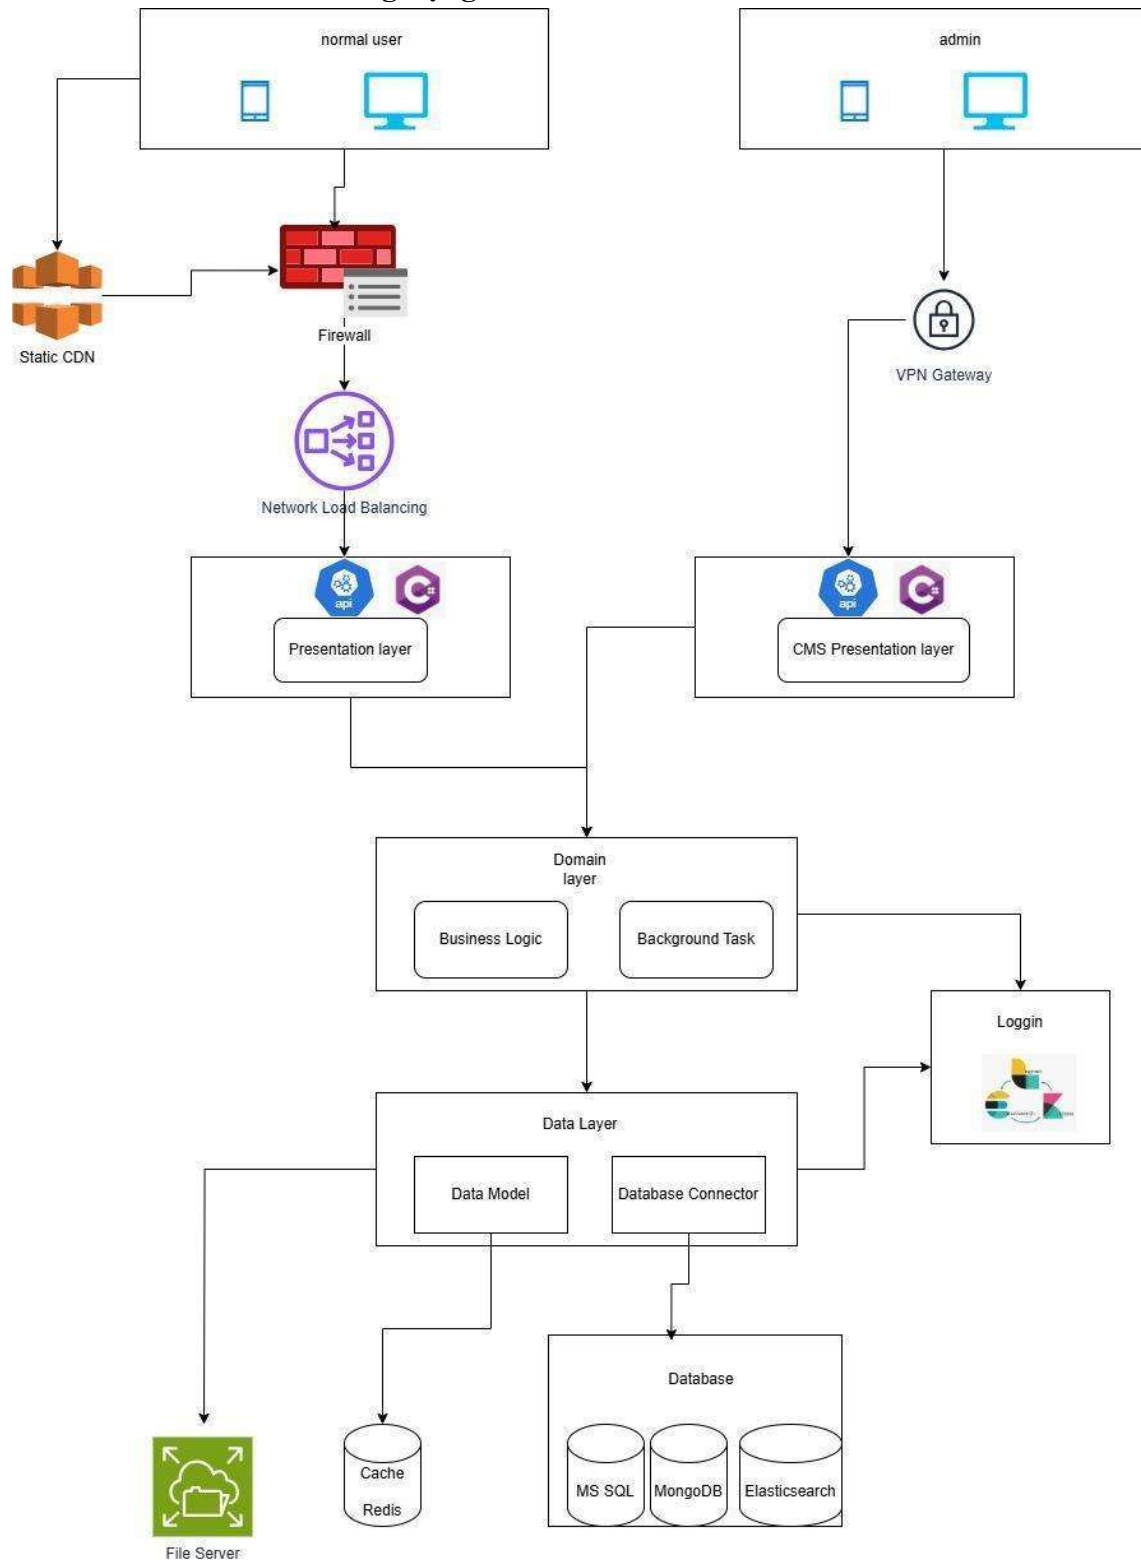 normal user
admin
Firewall
Static CDN
VPN Gateway
Network Load Balancing
api
C#
api
C#
Presentation layer
CMS Presentation layer
Domain
layer
Business Logic
Background Task
Loggin
Data Layer
Data Model
Database Connector
Database
Cache
Redis
MS SQL
MongoDB
Elasticsearch
File Server